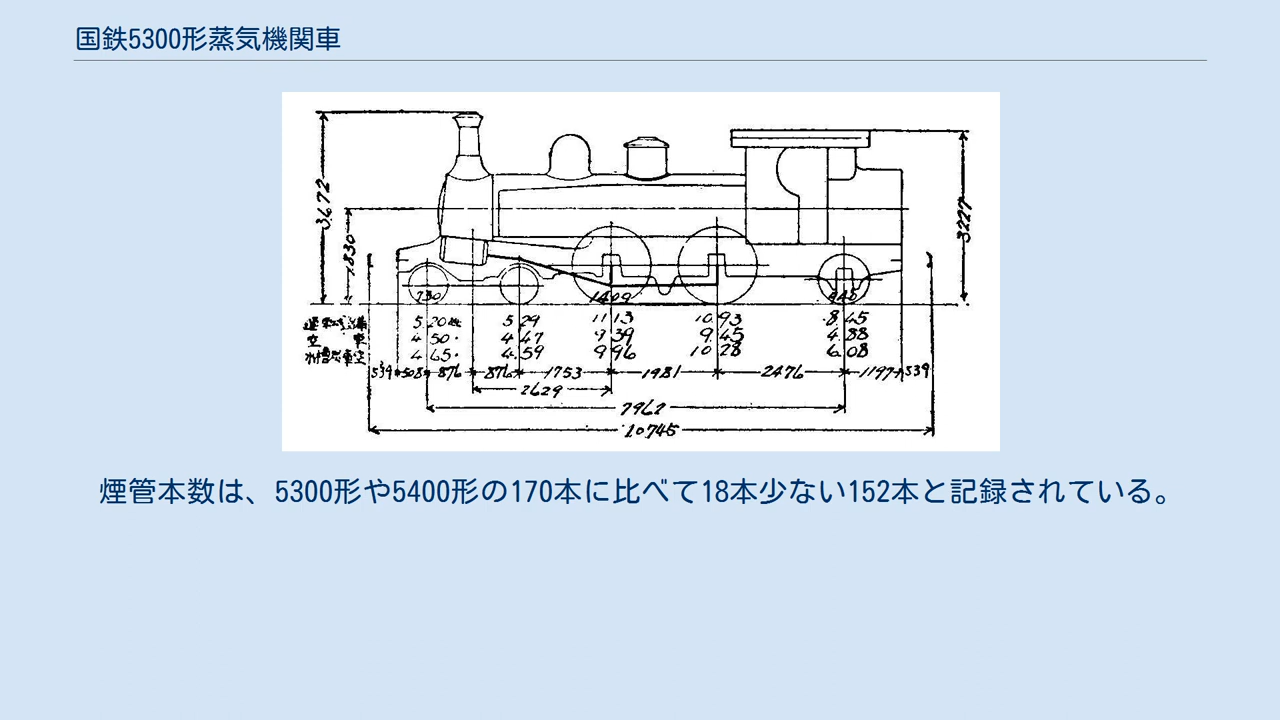 国鉄5300形蒸気機関車
3672
1830
3227
730 1409
5.20 5.29 11.13 10.93 8.45
空車 4.50 4.47 9.39 9.45 4.88
4.65 4.59 9.96 10.28 6.08
539 508 876 876 1753 1981 2476 1197 539
2629
7962
10745
煙管本数は、5300形や5400形の170本に比べて18本少ない152本と記録されている。